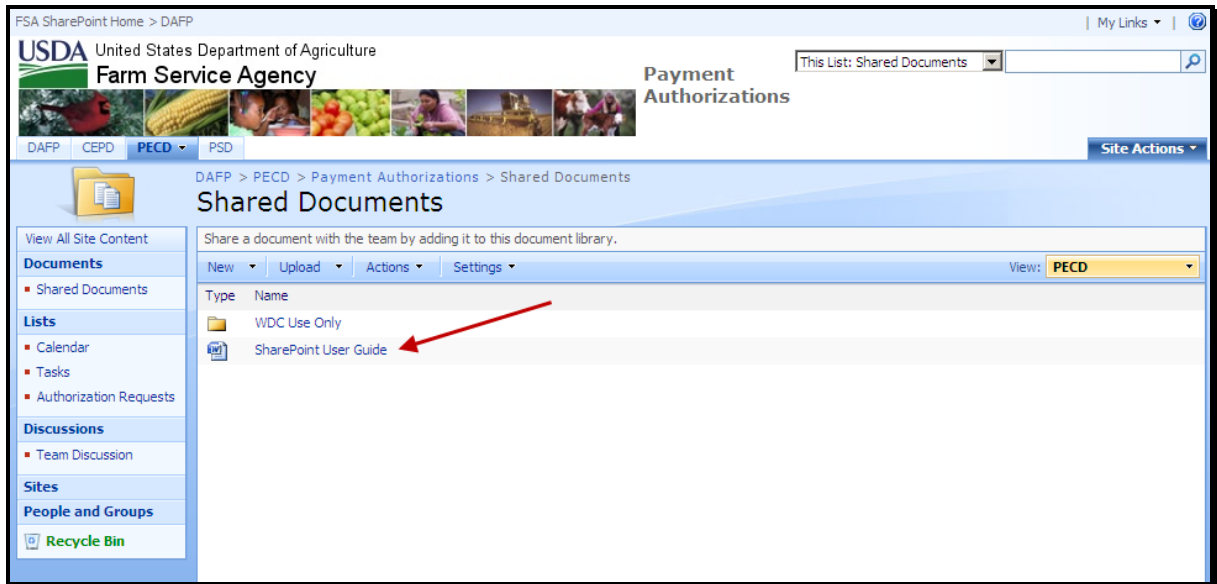 FSA SharePoint Home > DAFP
| My Links |
USDA United States Department of Agriculture
Farm Service Agency
Payment
Authorizations
This List: Shared Documents
DAFP CEPD PECD PSD
Site Actions
DAFP > PECD > Payment Authorizations > Shared Documents
Shared Documents
View All Site Content
Share a document with the team by adding it to this document library.
Documents
New Upload Actions Settings
View: PECD
Shared Documents
Type Name
Lists
WDC Use Only
Calendar
SharePoint User Guide
Tasks
Authorization Requests
Discussions
Team Discussion
Sites
People and Groups
Recycle Bin